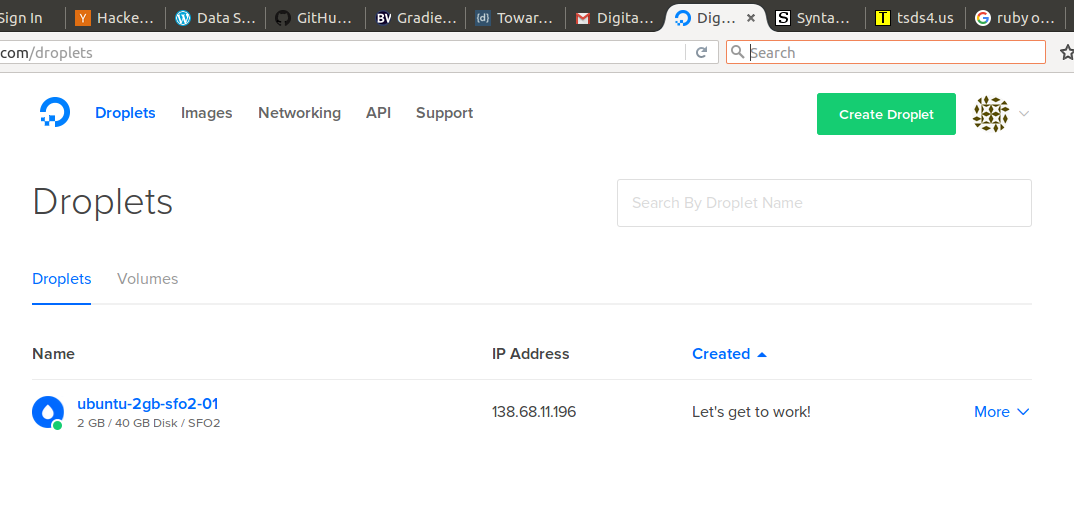 Sign In Hacke... Data S... GitHu... BV Gradie... {d} Towar... Digita... Dig... S Synta... T tsds4.us G ruby o...
com/droplets Search
Droplets Images Networking API Support Create Droplet
Droplets Search By Droplet Name
Droplets Volumes
Name IP Address Created
ubuntu-2gb-sfo2-01
138.68.11.196 Let's get to work! More
2 GB / 40 GB Disk / SFO2